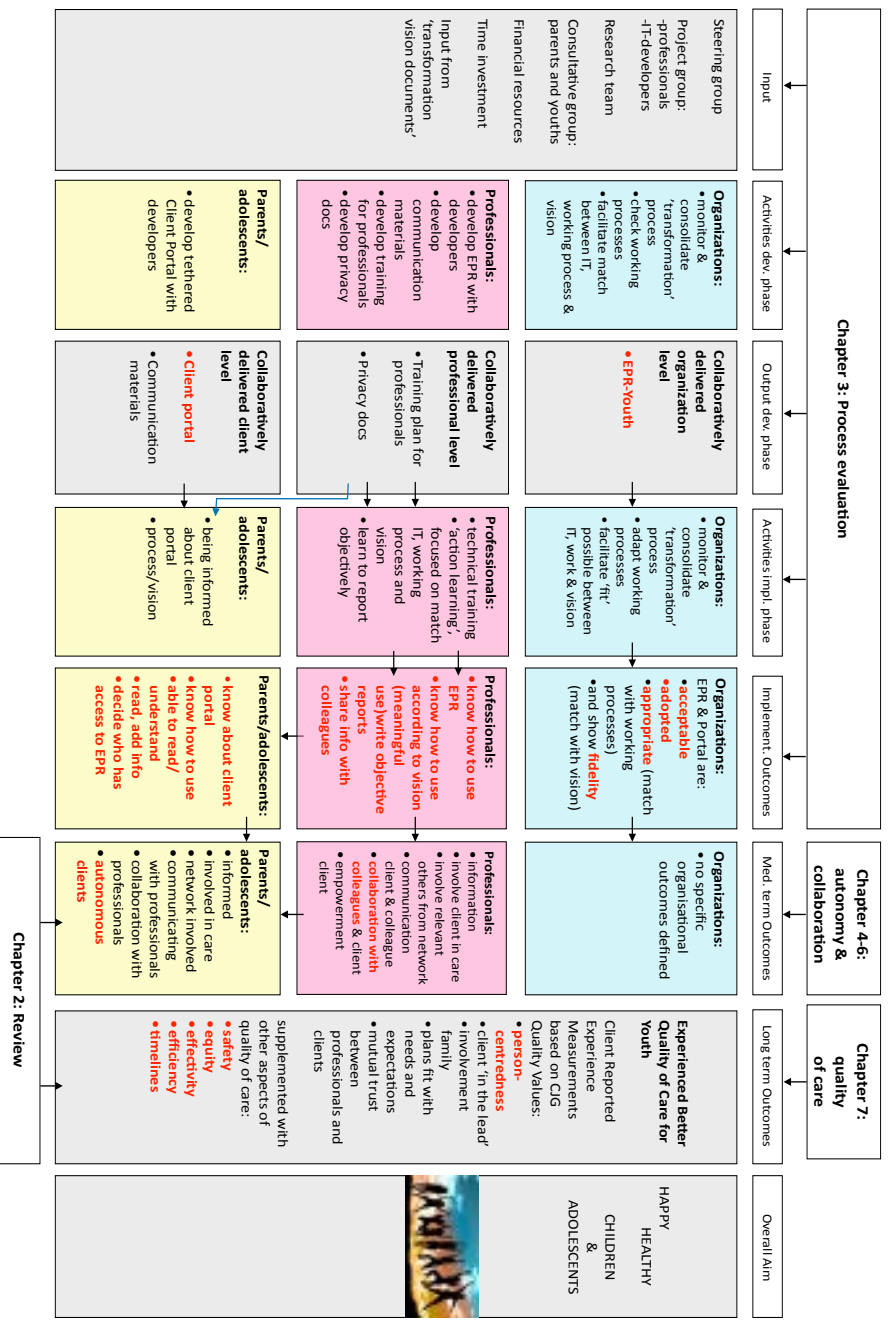 Chapter 3: Process evaluation
Chapter 4-6:
autonomy &
collaboration
Chapter 7:
quality
of care
Input
Activities dev. phase
Output dev. phase
Activities impl. phase
Implement. Outcomes
Med. term Outcomes
Long term Outcomes
Overall Aim
Steering group
Project group:
-professionals
-IT-developers
Research team
Consultative group:
parents and youths
Financial resources
Time investment
Input from
‘transformation
vision documents’
Organizations:
• monitor &
consolidate
‘transformation’
process
• check working
processes
• facilitate match
between IT,
working process &
vision
Professionals:
• develop EPR with
developers
• develop
communication
materials
• develop training
for professionals
• develop privacy
docs
Parents/
adolescents:
• develop tethered
Client Portal with
developers
Collaboratively
delivered
organization
level
• EPR-Youth
Collaboratively
delivered
professional level
• Training plan for
professionals
• Privacy docs
Collaboratively
delivered client
level
• Client portal
• Communication
materials
Organizations:
• monitor &
consolidate
‘transformation’
process
• adapt working
processes
• facilitate ‘fit’
possible between
IT, work & vision
Professionals:
• technical training
• ‘action learning’,
focused on match
IT, working
process and
vision
• learn to report
objectively
Parents/
adolescents:
• being informed
about client
portal
• process/vision
Organizations:
EPR & Portal are:
• acceptable
• adopted
• appropriate (match
with working
processes)
• and show fidelity
(match with vision)
Professionals:
• know how to use
EPR
• know how to use
according to vision
(meaningful
use)/write objective
reports
• share info with
colleagues
Parents/adolescents:
• know about client
portal
• know how to use
• able to read/
understand
• read, add info
• decide who has
access to EPR
Organizations:
• no specific
organisational
outcomes defined
Professionals:
• information
• involve client in care
• involve relevant
others from network
• communication
client & colleague
• collaboration with
colleagues & client
• empowerment
client
Parents/
adolescents:
• informed
• involved in care
• network involved
• communicating
with professionals
• collaboration with
professionals
• autonomous
clients
Experienced Better
Quality of Care for
Youth
Client Reported
Experience
Measurements
based on CJG
Quality Values:
• person-
centredness
• client ‘in the lead’
• involvement
family
• plans fit with
needs and
expectations
• mutual trust
between
professionals and
clients
supplemented with
other aspects of
quality of care:
• safety
• equity
• effectivity
• efficiency
• timelines
HAPPY
HEALTHY
CHILDREN
&
ADOLESCENTS
Chapter 2: Review